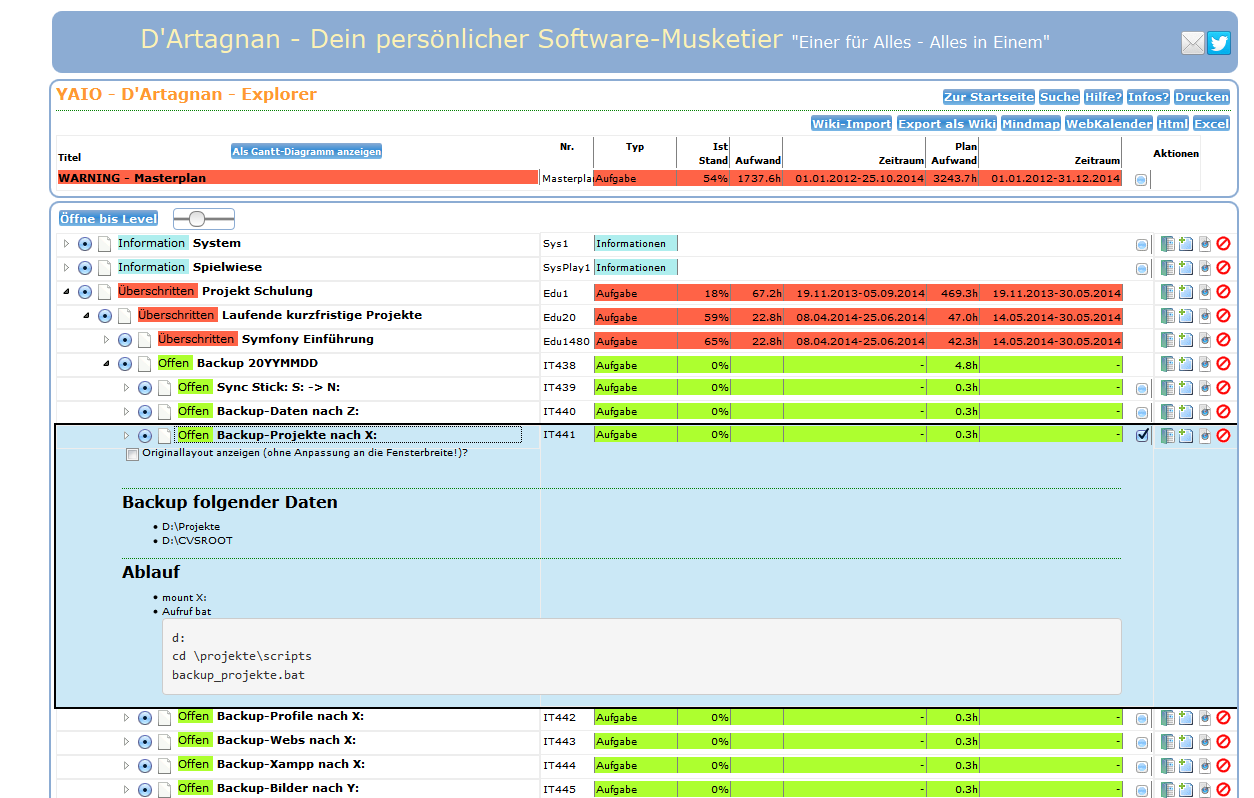 D'Artagnan - Dein persönlicher Software-Musketier "Einer für Alles - Alles in Einem"
YAIO - D'Artagnan - Explorer
Zur Startseite Suche Hilfe? Infos? Drucken
Wiki-Import Export als Wiki Mindmap WebKalender Html Excel
Titel Als Gantt-Diagramm anzeigen Nr. Typ Ist Stand Aufwand Zeitraum Plan Aufwand Zeitraum Aktionen
WARNING - Masterplan Masterpla Aufgabe 54% 1737.6h 01.01.2012-25.10.2014 3243.7h 01.01.2012-31.12.2014
Öffne bis Level
Information System Sys1 Informationen
Information Spielwiese SysPlay1 Informationen
Überschritten Projekt Schulung Edu1 Aufgabe 18% 67.2h 19.11.2013-05.09.2014 469.3h 19.11.2013-30.05.2014
Überschritten Laufende kurzfristige Projekte Edu20 Aufgabe 59% 22.8h 08.04.2014-25.06.2014 47.0h 14.05.2014-30.05.2014
Überschritten Symfony Einführung Edu1480 Aufgabe 65% 22.8h 08.04.2014-25.06.2014 42.3h 14.05.2014-30.05.2014
Offen Backup 20YYMMDD IT438 Aufgabe 0% - 4.8h -
Offen Sync Stick: S: -> N: IT439 Aufgabe 0% - 0.3h -
Offen Backup-Daten nach Z: IT440 Aufgabe 0% - 0.3h -
Offen Backup-Projekte nach X: IT441 Aufgabe 0% - 0.3h -
Originallayout anzeigen (ohne Anpassung an die Fensterbreite!)?
Backup folgender Daten
• D:\Projekte
• D:\CVSROOT
Ablauf
• mount X:
• Aufruf bat
d:
cd \projekte\scripts
backup_projekte.bat
Offen Backup-Profile nach X: IT442 Aufgabe 0% - 0.3h -
Offen Backup-Webs nach X: IT443 Aufgabe 0% - 0.3h -
Offen Backup-Xampp nach X: IT444 Aufgabe 0% - 0.3h -
Offen Backup-Bilder nach Y: IT445 Aufgabe 0% - 0.3h -